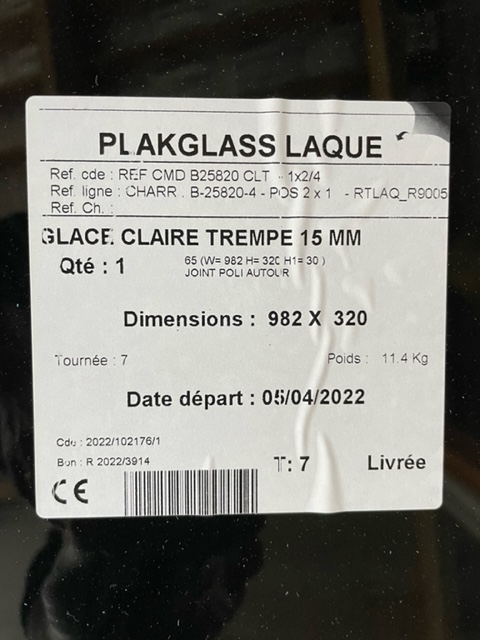 PLAKGLASS LAQUE
Ref. cde : REF CMD B25820 CLT - 1x2/4
Ref. ligne : CHARR . B-25820-4 - POS 2 x 1 - RTLAQ_R9005
Ref. Ch. :
GLACE CLAIRE TREMPE 15 MM
Qté : 1
65 (W= 982 H= 320 H1= 30 )
JOINT POLI AUTOUR
Dimensions : 982 X 320
Tournée : 7
Poids : 11.4 Kg
Date départ : 05/04/2022
Cde : 2022/102176/1
Bon : R 2022/3914
T: 7
Livrée
CE